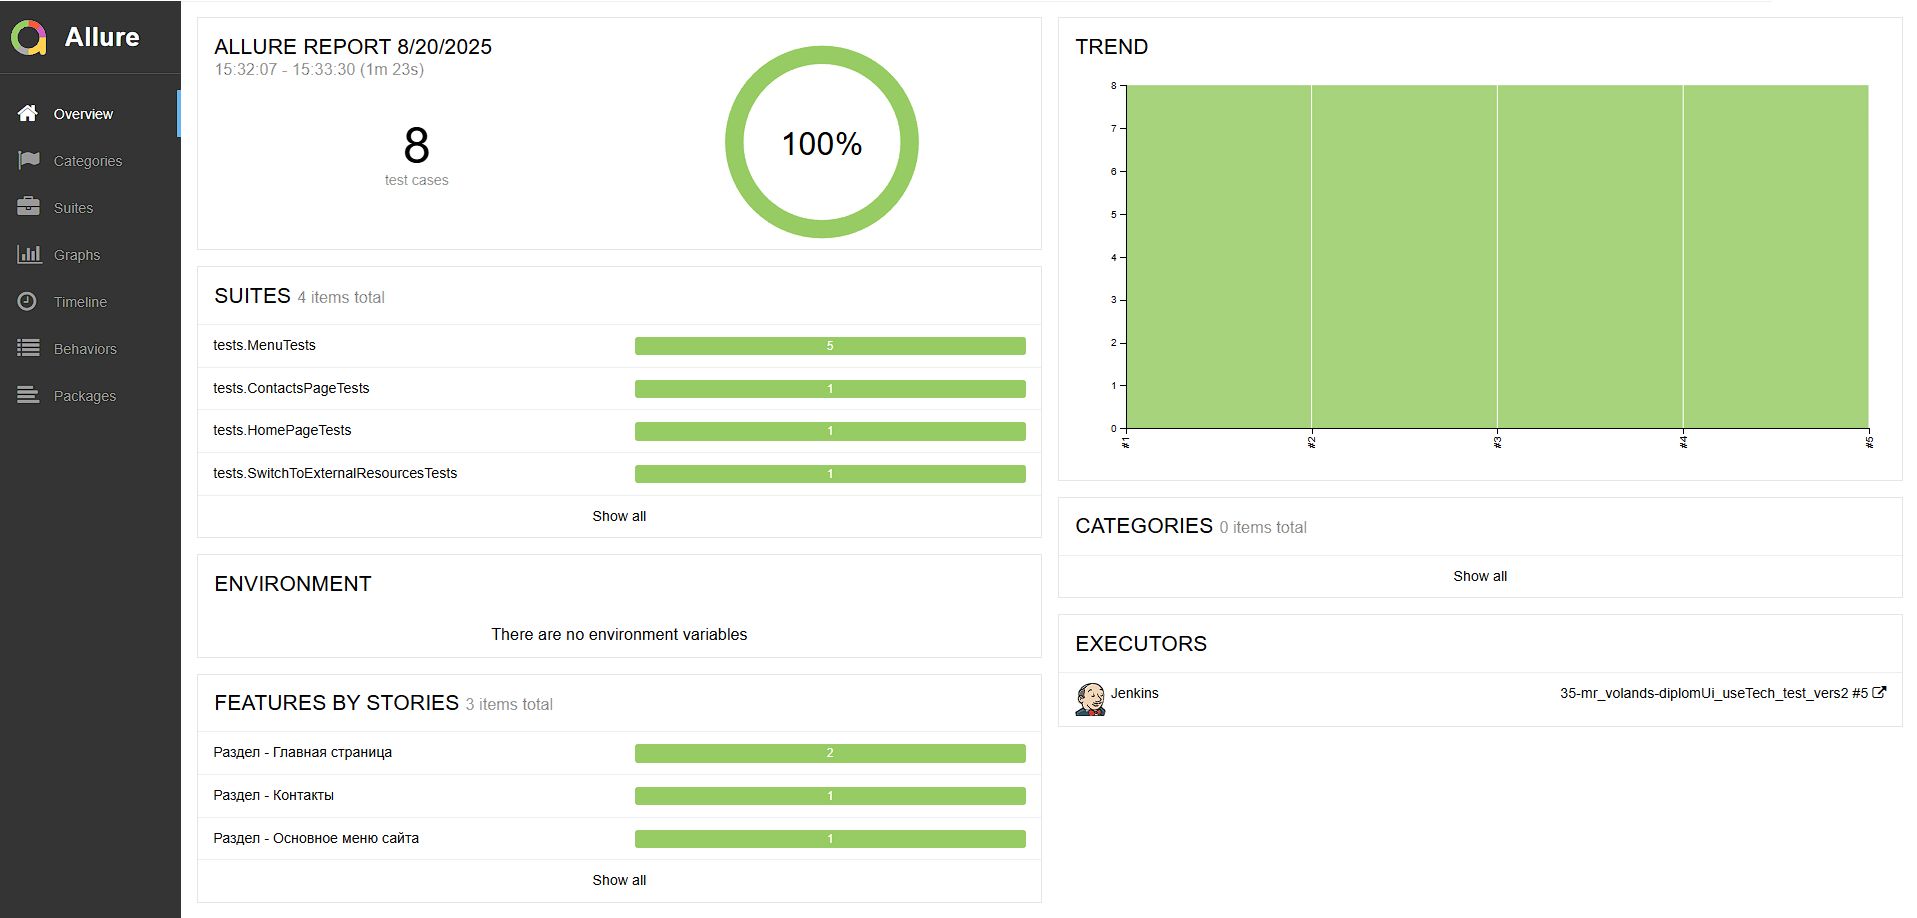 Allure
Overview
Categories
Suites
Graphs
Timeline
Behaviors
Packages
ALLURE REPORT 8/20/2025
15:32:07 - 15:33:30 (1m 23s)
8
test cases
100%
SUITES 4 items total
tests.MenuTests 5
tests.ContactsPageTests 1
tests.HomePageTests 1
tests.SwitchToExternalResourcesTests 1
Show all
ENVIRONMENT
There are no environment variables
FEATURES BY STORIES 3 items total
Раздел - Главная страница 2
Раздел - Контакты 1
Раздел - Основное меню сайта 1
Show all
TREND
8
7
6
5
4
3
2
1
0
#1 #2 #3 #4 #5
CATEGORIES 0 items total
Show all
EXECUTORS
Jenkins 35-mr_volands-diplomUi_useTech_test_vers2 #5